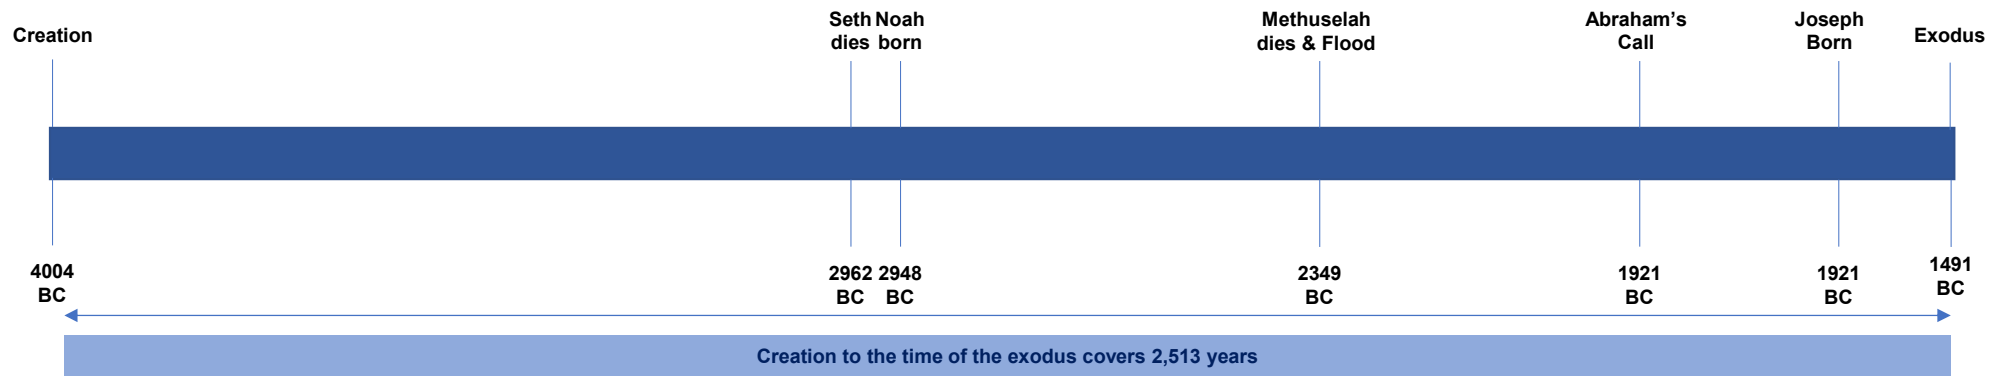 Creation
Seth dies
Noah born
Methuselah
dies & Flood
Abraham's
Call
Joseph
Born
Exodus
4004
BC
2962
BC
2948
BC
2349
BC
1921
BC
1921
BC
1491
BC
Creation to the time of the exodus covers 2,513 years